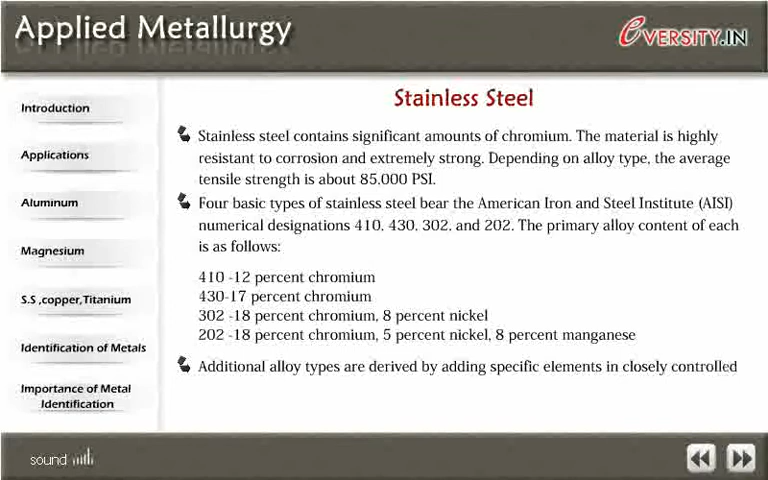 Applied Metallurgy
eVERSITY.IN
Introduction
Applications
Aluminum
Magnesium
S.S ,copper,Titanium
Identification of Metals
Importance of Metal
Identification
Stainless Steel
Stainless steel contains significant amounts of chromium. The material is highly
resistant to corrosion and extremely strong. Depending on alloy type, the average
tensile strength is about 85.000 PSI.
Four basic types of stainless steel bear the American Iron and Steel Institute (AISI)
numerical designations 410, 430, 302, and 202. The primary alloy content of each
is as follows:
410 -12 percent chromium
430-17 percent chromium
302 -18 percent chromium, 8 percent nickel
202 -18 percent chromium, 5 percent nickel, 8 percent manganese
Additional alloy types are derived by adding specific elements in closely controlled
sound